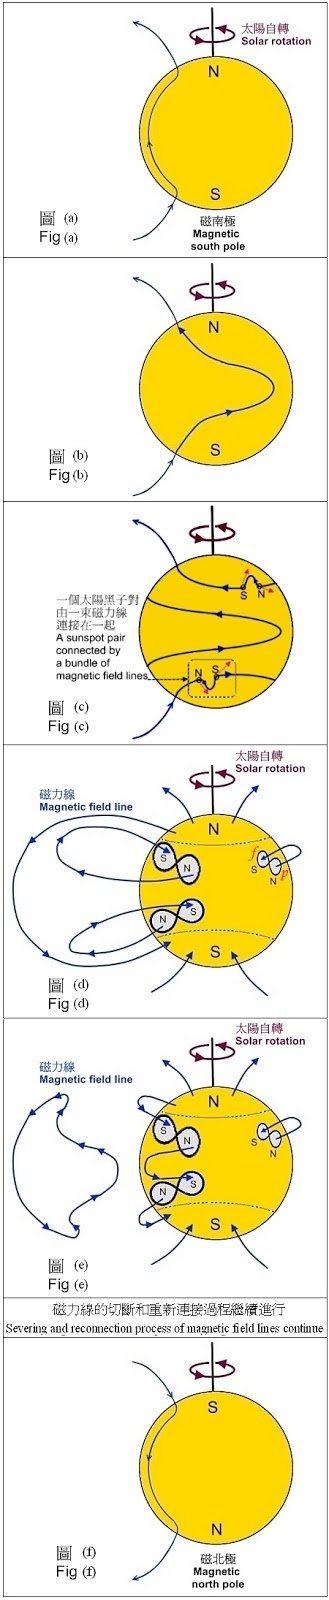 太陽自轉
Solar rotation
N
S
圖 (a)
Fig (a)
磁南極
Magnetic
south pole
N
S
圖 (b)
Fig (b)
S N
一個太陽黑子對
由一束磁力線
連接在一起
A sunspot pair
connected by
a bundle of
magnetic field lines
N S
圖 (c)
Fig (c)
太陽自轉
Solar rotation
磁力線
Magnetic field line
N
S N
f
S
N p
N S
S
圖 (d)
Fig (d)
太陽自轉
Solar rotation
磁力線
Magnetic field line
N
S N
S N
N S
S
圖 (e)
Fig (e)
磁力線的切斷和重新連接過程繼續進行
Severing and reconnection process of magnetic field lines continue
S
N
圖 (f)
Fig (f)
磁北極
Magnetic
north pole